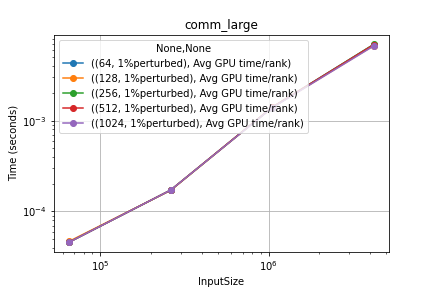 comm_large
None,None
((64, 1%perturbed), Avg GPU time/rank)
((128, 1%perturbed), Avg GPU time/rank)
((256, 1%perturbed), Avg GPU time/rank)
((512, 1%perturbed), Avg GPU time/rank)
((1024, 1%perturbed), Avg GPU time/rank)
Time (seconds)
10⁻³
10⁻⁴
10⁵
10⁶
InputSize